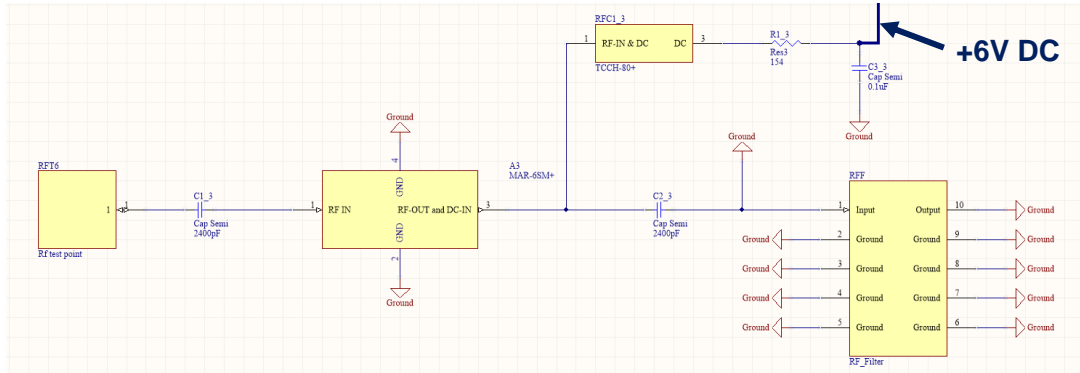 RFC1_3
1
RF-IN & DC
DC
3
TCCH-80+
R1_3
Res3
154
+6V DC
C3_3
Cap Semi
0.1uF
Ground
RFT6
1
1
Rf test point
C1_3
Cap Semi
2400pF
Ground
4
GND
1
RF IN
RF-OUT and DC-IN
3
GND
2
Ground
A3
MAR-6SM+
C2_3
Cap Semi
2400pF
Ground
RFF
1
Input
Output
10
Ground
Ground
2
Ground
Ground
9
Ground
Ground
3
Ground
Ground
8
Ground
Ground
4
Ground
Ground
7
Ground
Ground
5
Ground
Ground
6
Ground
RF_Filter